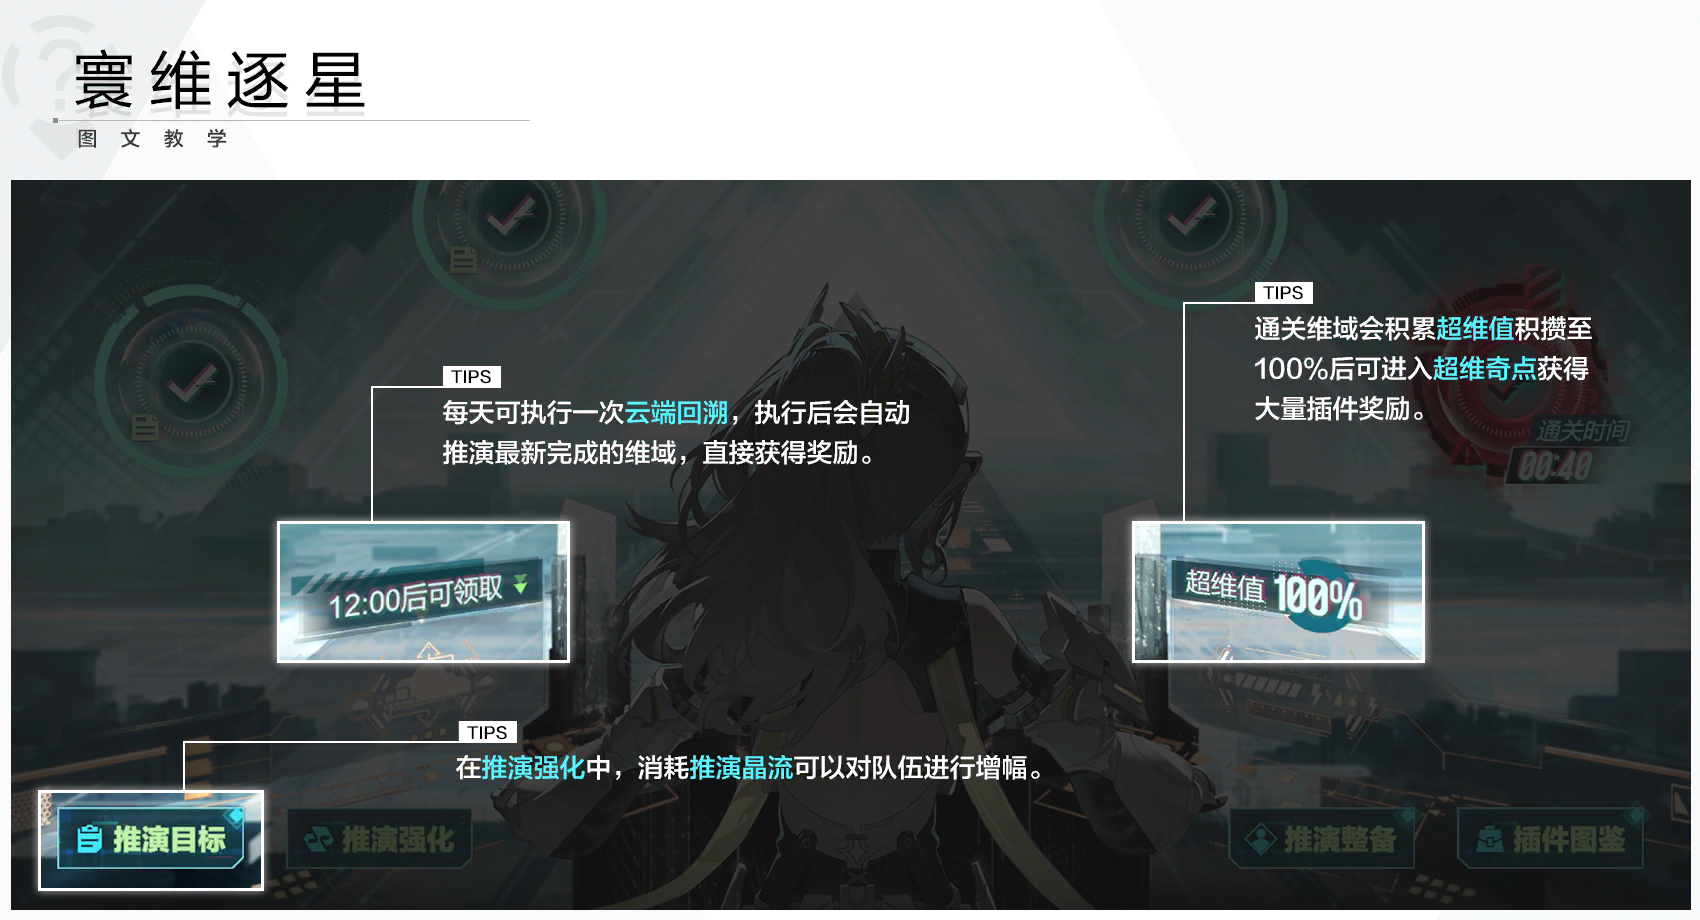 寰维逐星
图文教学
TIPS
通关维域会积累超维值积攒至
100%后可进入超维奇点获得
大量插件奖励。
TIPS
每天可执行一次云端回溯，执行后会自动
推演最新完成的维域，直接获得奖励。
通关时间
00:40
12:00后可领取
超维值 100%
TIPS
在推演强化中，消耗推演晶流可以对队伍进行增幅。
推演目标
推演强化
推演整备
插件图鉴